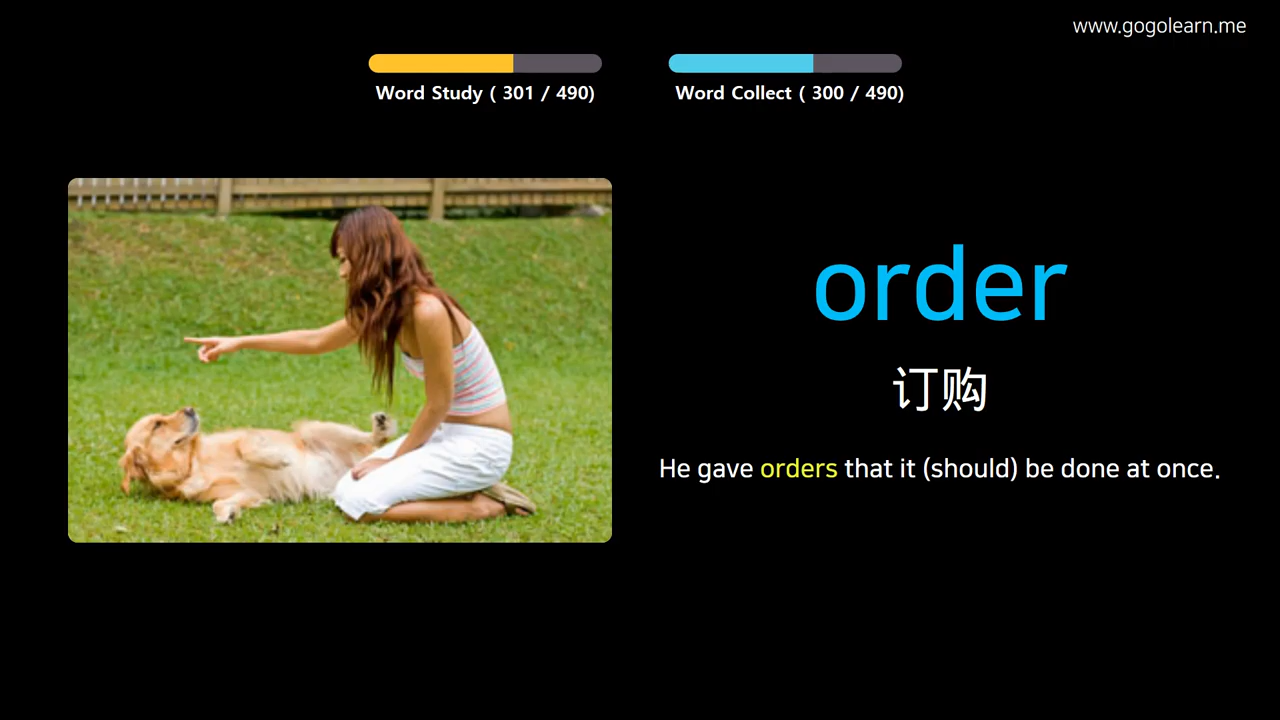 www.gogolearn.me
Word Study ( 301 / 490)
Word Collect ( 300 / 490)
order
订购
He gave orders that it (should) be done at once.